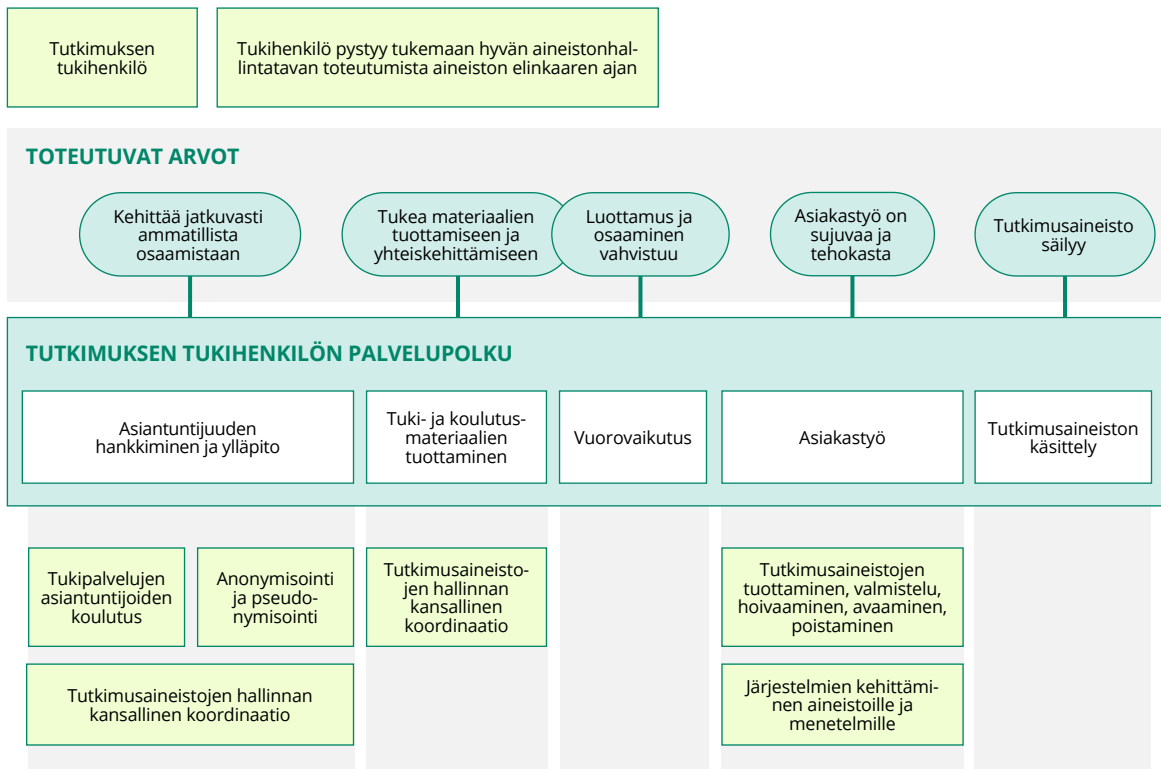 Tutkimuksen
tukihenkilö
Tukihenkilö pystyy tukemaan hyvän aineistonhal-
lintatavan toteutumista aineiston elinkaaren ajan
TOTEUTUVAT ARVOT
Kehittää jatkuvasti
ammatillista
osaamistaan
Tukea materiaalien
tuottamiseen ja
yhteiskehittämiseen
Luottamus ja
osaaminen
vahvistuu
Asiakastyö on
sujuvaa ja
tehokasta
Tutkimusaineisto
säilyy
TUTKIMUKSEN TUKIHENKILÖN PALVELUPOLKU
Asiantuntijuuden
hankkiminen ja ylläpito
Tuki- ja koulutus-
materiaalien
tuottaminen
Vuorovaikutus
Asiakastyö
Tutkimusaineiston
käsittely
Tukipalvelujen
asiantuntijoiden
koulutus
Anonymisointi
ja pseudo-
nymisointi
Tutkimusaineisto-
jen hallinnan
kansallinen
koordinaatio
Tutkimusaineistojen
tuottaminen, valmistelu,
hoivaaminen, avaaminen,
poistaminen
Tutkimusaineistojen hallinnan
kansallinen koordinaatio
Järjestelmien kehittämi-
nen aineistoille ja
menetelmille